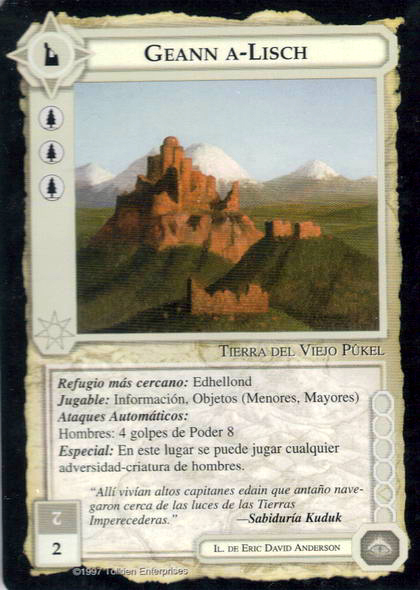 GEANN A-LISCH
TIERRA DEL VIEJO PÛKEL
Refugio más cercano: Edhellond
Jugable: Información, Objetos (Menores, Mayores)
Ataques Automáticos:
Hombres: 4 golpes de Poder 8
Especial: En este lugar se puede jugar cualquier
adversidad-criatura de hombres.
"Allí vivían altos capitanes edain que antaño nave-
garon cerca de las luces de las Tierras
Imperecederas." —Sabiduría Kuduk
2
2
IL. DE ERIC DAVID ANDERSON
©1997 Tolkien Enterprises